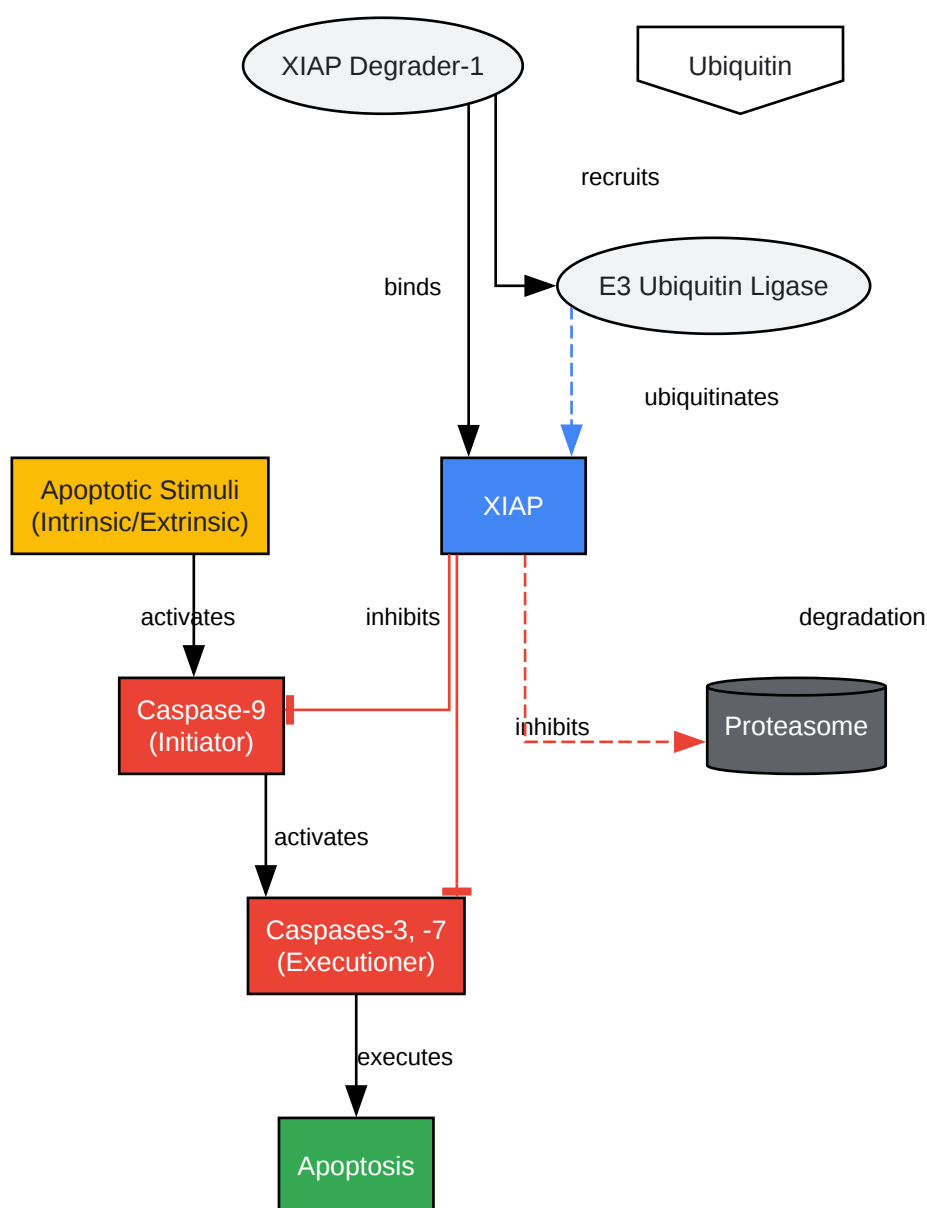 XIAP Degrader-1
Ubiquitin
recruits
binds
E3 Ubiquitin Ligase
ubiquitinates
Apoptotic Stimuli
(Intrinsic/Extrinsic)
XIAP
activates
inhibits
degradation
Caspase-9
(Initiator)
inhibits
Proteasome
activates
Caspases-3, -7
(Executioner)
executes
Apoptosis